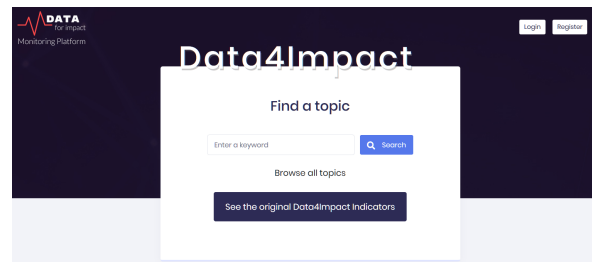 DATA
for impact
Monitoring Platform
Login Register
Data4Impact
Find a topic
Enter a keyword Search
Browse all topics
See the original Data4Impact Indicators